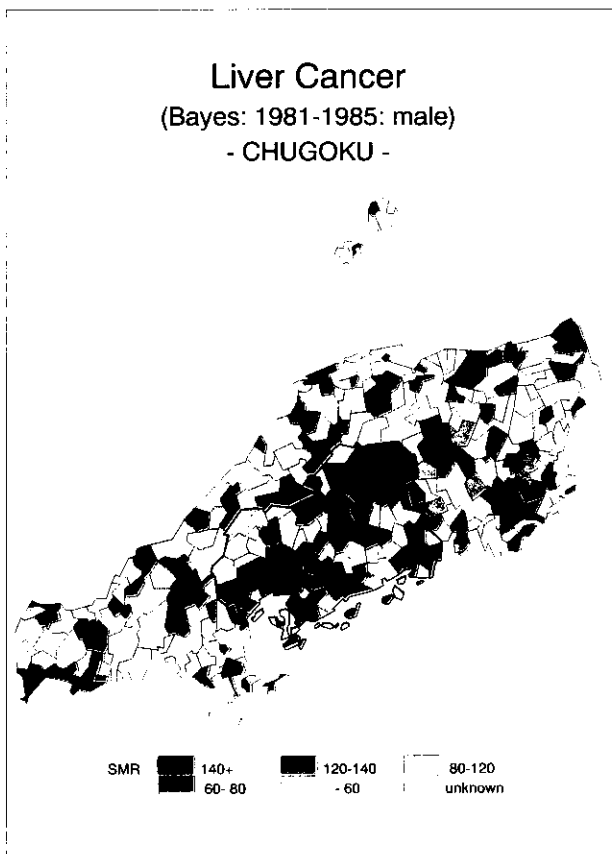 Liver Cancer
(Bayes: 1981-1985: male)
- CHUGOKU -
SMR 140+ 120-140 80-120
60- 80 - 60 unknown